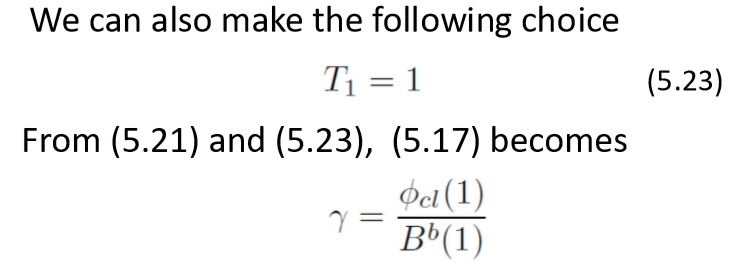 We can also make the following choice
T₁ = 1 (5.23)
From (5.21) and (5.23), (5.17) becomes
γ = ϕ_cl(1) / B^b(1)